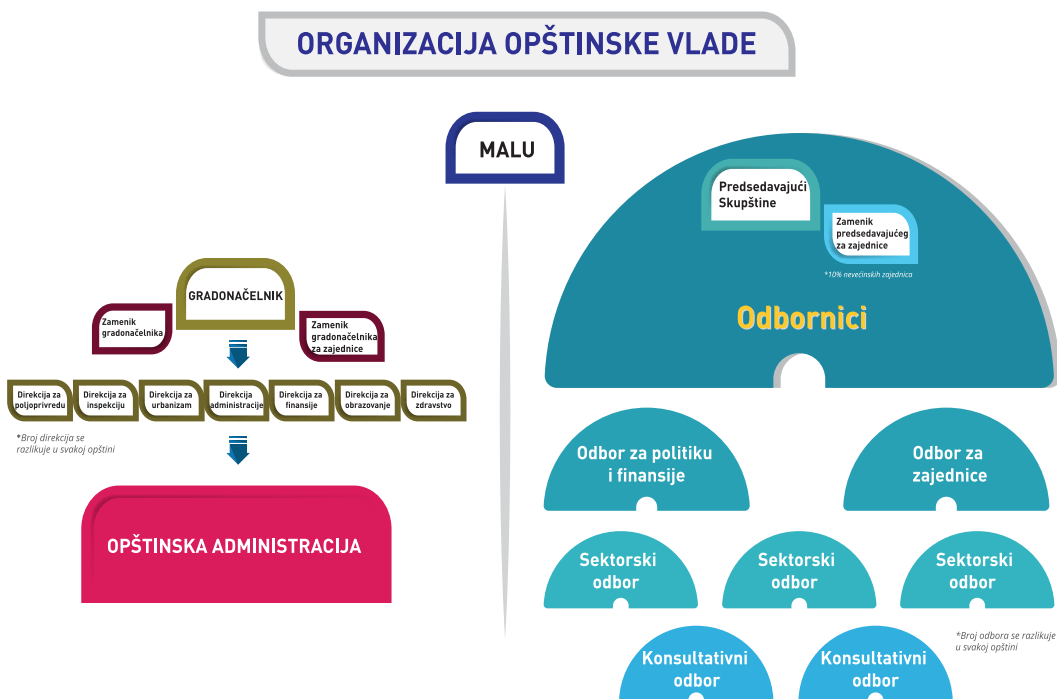 ORGANIZACIJA OPŠTINSKE VLADE
MALU
GRADONAČELNIK
Zamenik
gradonačelnika
Zamenik
gradonačelnika
za zajednice
Direkcija za
poljoprivredu
Direkcija za
inspekciju
Direkcija za
urbanizam
Direkcija
administracije
Direkcija za
finansije
Direkcija za
obrazovanje
Direkcija za
zdravstvo
*Broj direkcija se
razlikuje u svakoj opštini
OPŠTINSKA ADMINISTRACIJA
Predsedavajući
Skupštine
Zamenik
predsedavajućeg
za zajednice
*10% nevećinskih zajednica
Odbornici
Odbor za politiku
i finansije
Odbor za
zajednice
Sektorski
odbor
Sektorski
odbor
Sektorski
odbor
*Broj odbora se razlikuje
u svakoj opštini
Konsultativni
odbor
Konsultativni
odbor